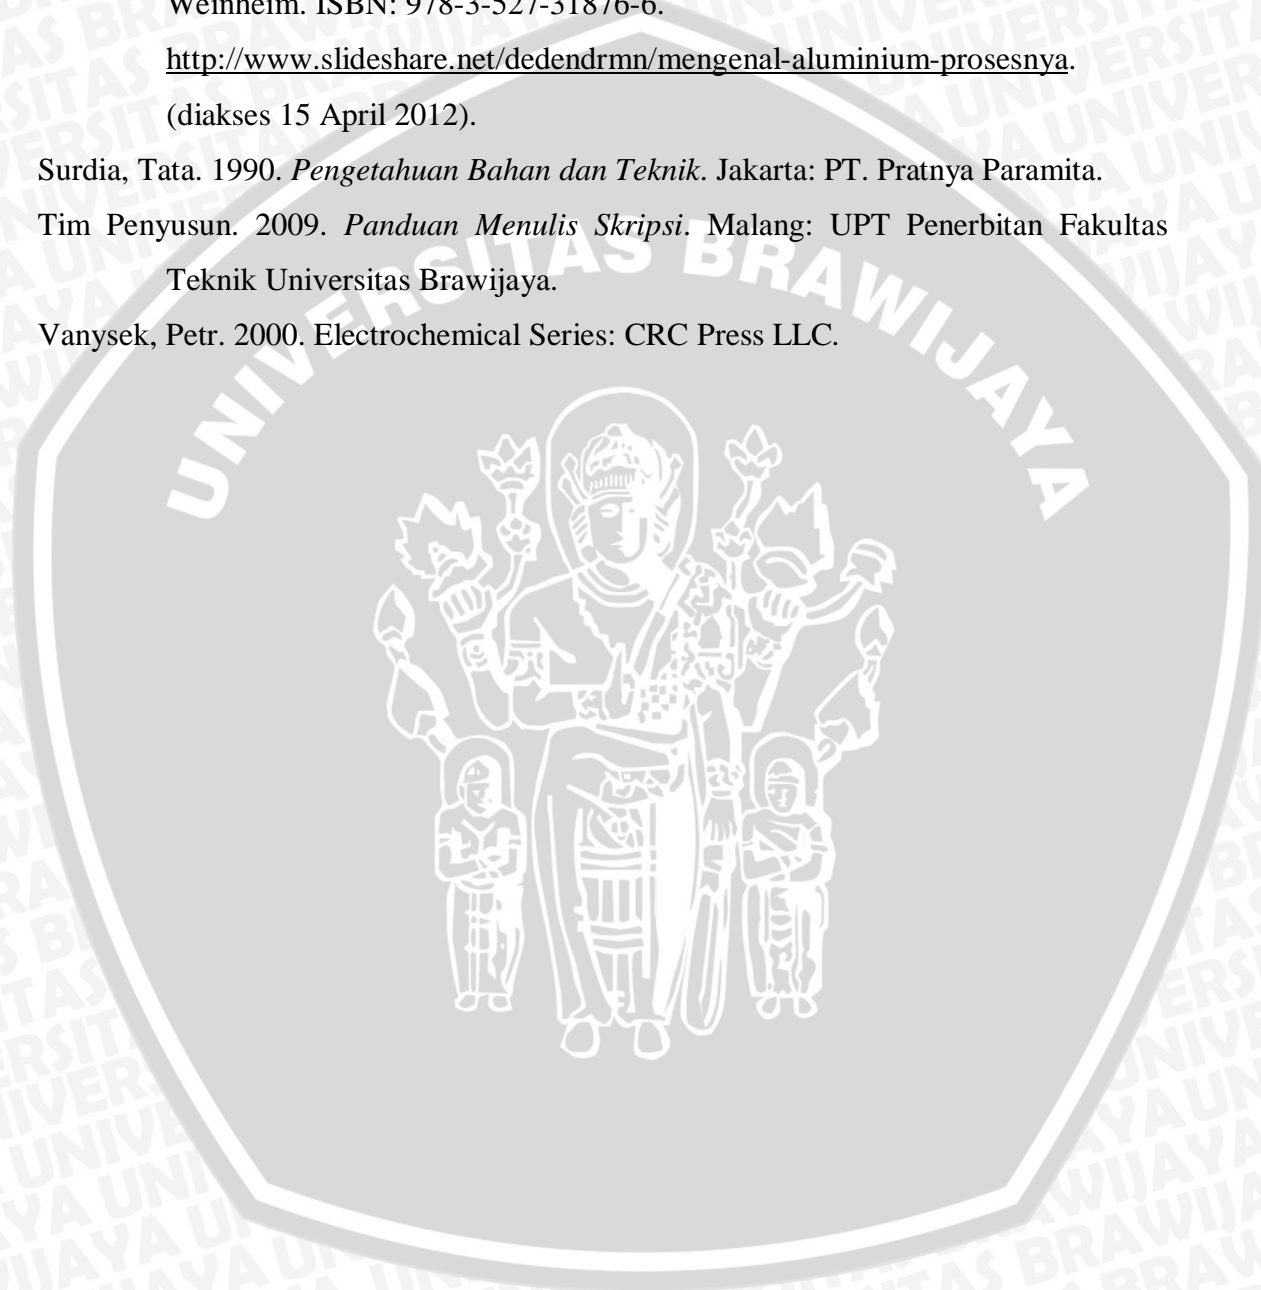 Weinheim. ISBN: 978-3-527-31876-6.
http://www.slideshare.net/dedendrmn/mengenal-aluminium-prosesnya.
(diakses 15 April 2012).
Surdia, Tata. 1990. Pengetahuan Bahan dan Teknik. Jakarta: PT. Pratnya Paramita.
Tim Penyusun. 2009. Panduan Menulis Skripsi. Malang: UPT Penerbitan Fakultas
Teknik Universitas Brawijaya.
Vanysek, Petr. 2000. Electrochemical Series: CRC Press LLC.
UNIVERSITAS BRAWIJAYA